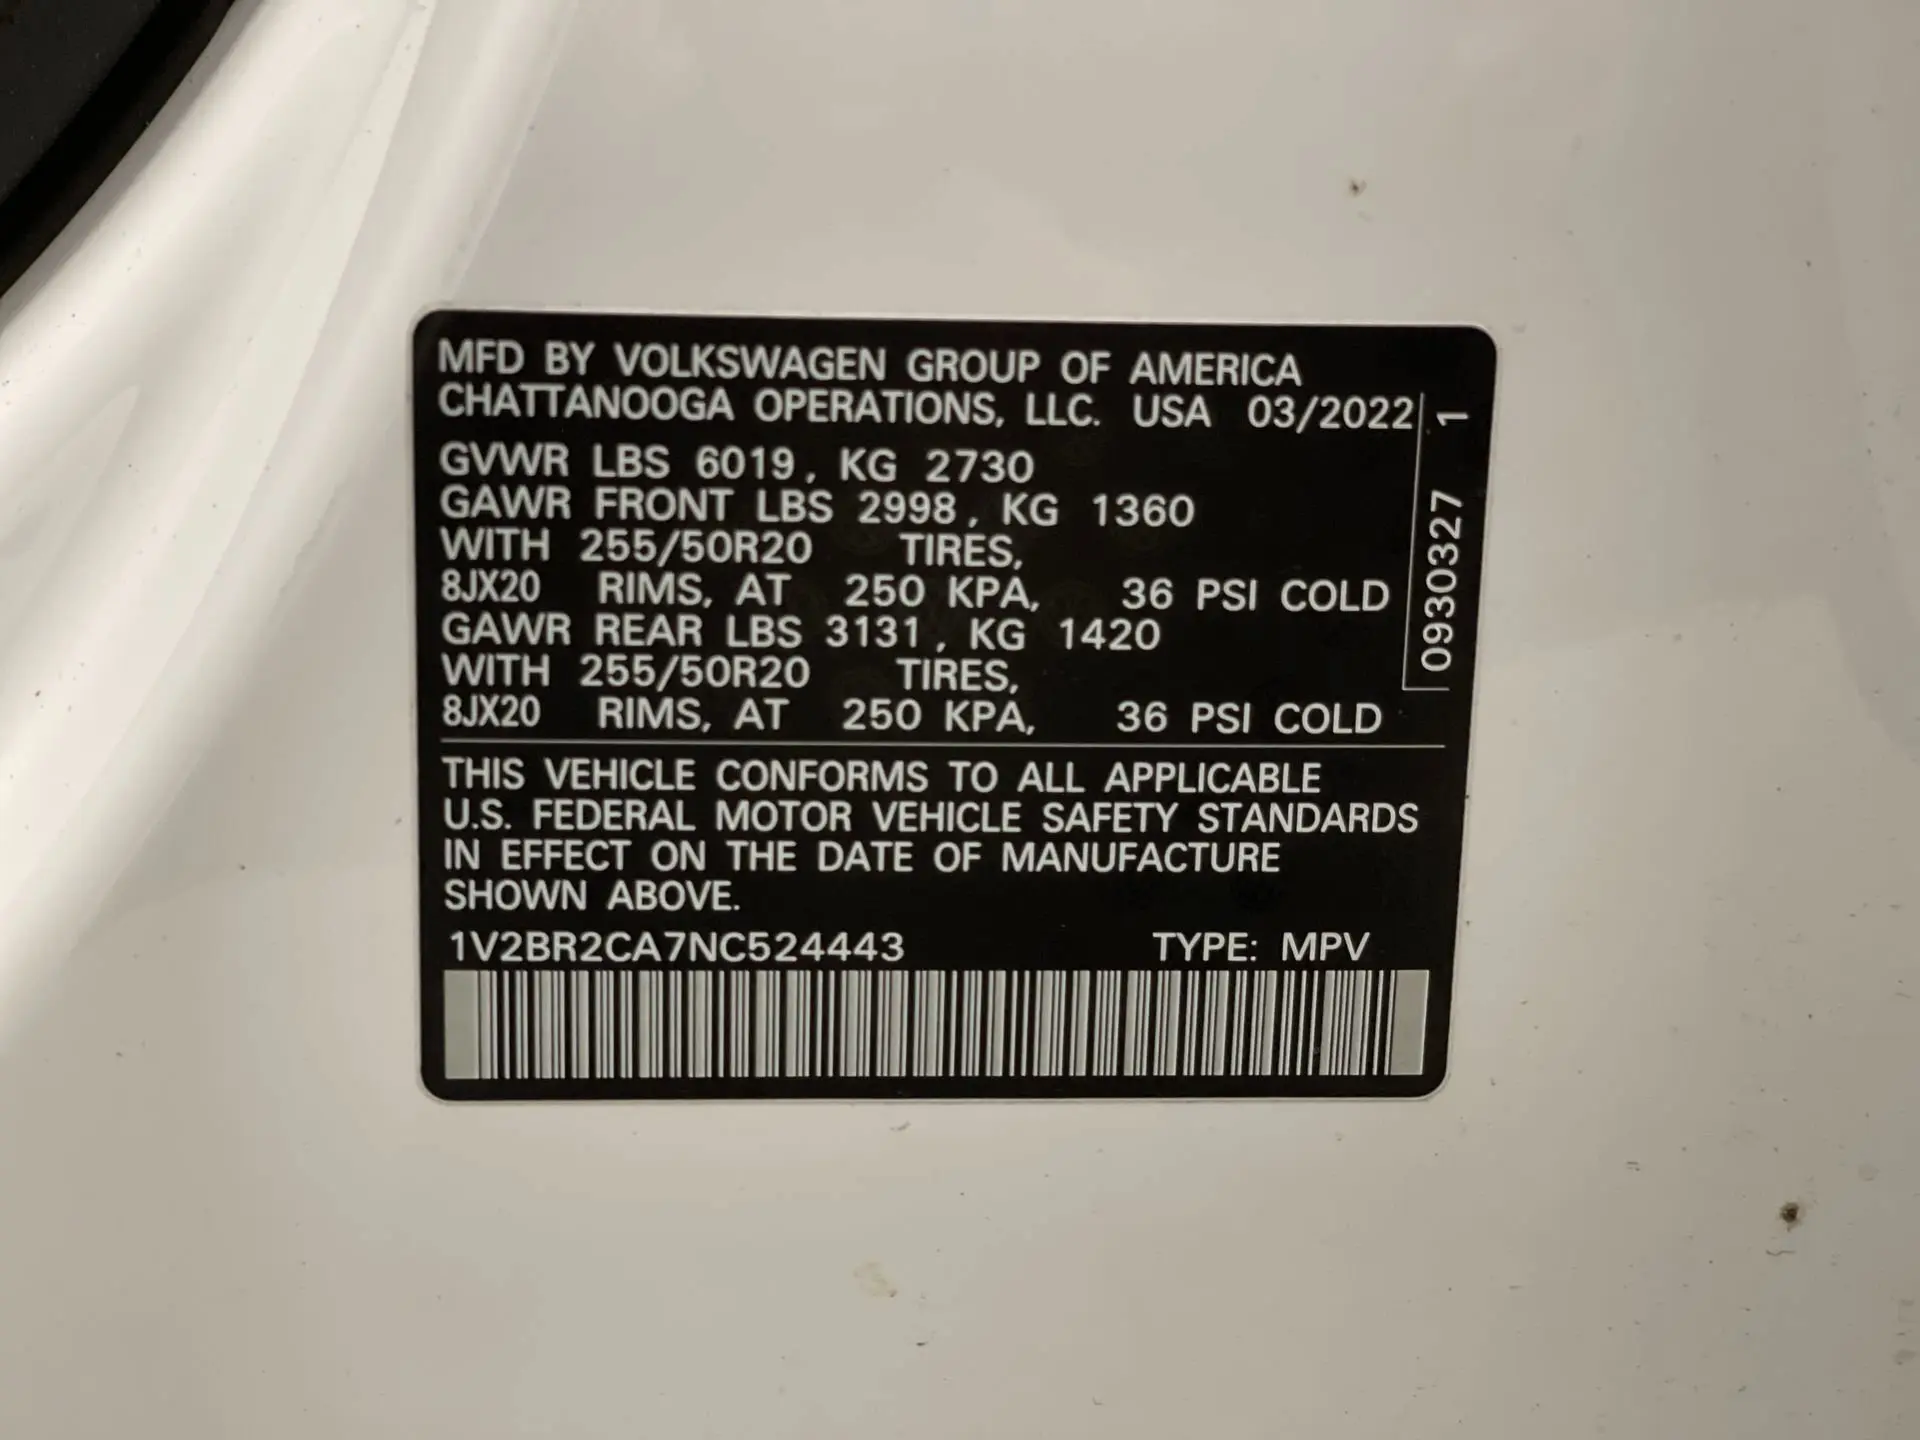 MFD BY VOLKSWAGEN GROUP OF AMERICA
CHATTANOOGA OPERATIONS, LLC. USA 03/2022
GVWR LBS 6019, KG 2730
GAWR FRONT LBS 2998, KG 1360
WITH 255/50R20 TIRES,
8JX20 RIMS, AT 250 KPA, 36 PSI COLD
GAWR REAR LBS 3131, KG 1420
WITH 255/50R20 TIRES,
8JX20 RIMS, AT 250 KPA, 36 PSI COLD
0930327 1
THIS VEHICLE CONFORMS TO ALL APPLICABLE
U.S. FEDERAL MOTOR VEHICLE SAFETY STANDARDS
IN EFFECT ON THE DATE OF MANUFACTURE
SHOWN ABOVE.
1V2BR2CA7NC524443 TYPE: MPV